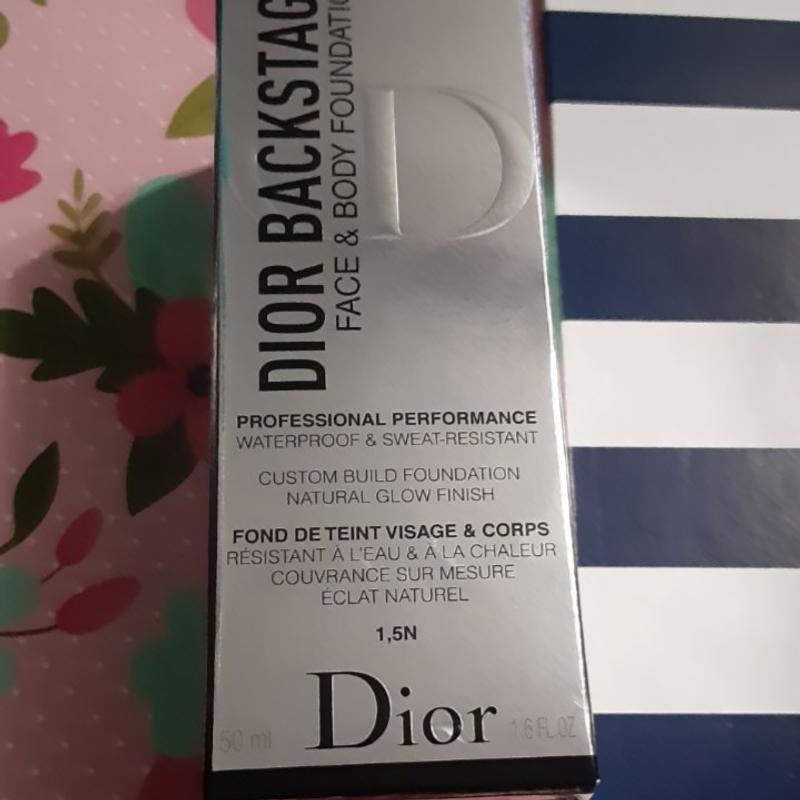 DIOR BACKSTAG
FACE & BODY FOUNDATIO
D
PROFESSIONAL PERFORMANCE
WATERPROOF & SWEAT-RESISTANT
CUSTOM BUILD FOUNDATION
NATURAL GLOW FINISH
FOND DE TEINT VISAGE & CORPS
RÉSISTANT À L'EAU & À LA CHALEUR
COUVRANCE SUR MESURE
ÉCLAT NATUREL
1,5N
50 ml Dior 1.6 FL.OZ